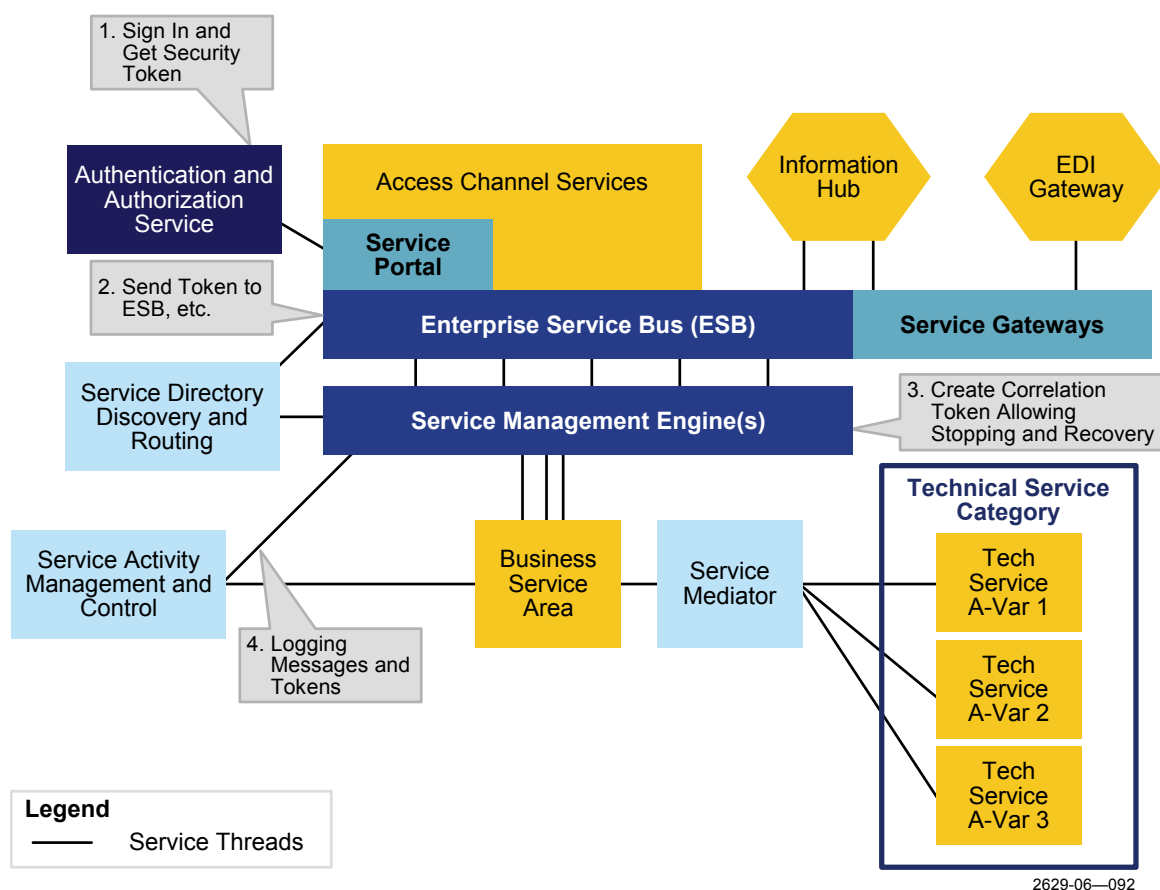 1. Sign In and
Get Security
Token
Authentication and
Authorization
Service
Access Channel Services
Service
Portal
Information
Hub
EDI
Gateway
2. Send Token to
ESB, etc.
Enterprise Service Bus (ESB)
Service Gateways
Service Directory
Discovery and
Routing
Service Management Engine(s)
3. Create Correlation
Token Allowing
Stopping and Recovery
Service Activity
Management and
Control
4. Logging
Messages and
Tokens
Business
Service
Area
Service
Mediator
Technical Service
Category
Tech
Service
A-Var 1
Tech
Service
A-Var 2
Tech
Service
A-Var 3
Legend
Service Threads
2629-06—092